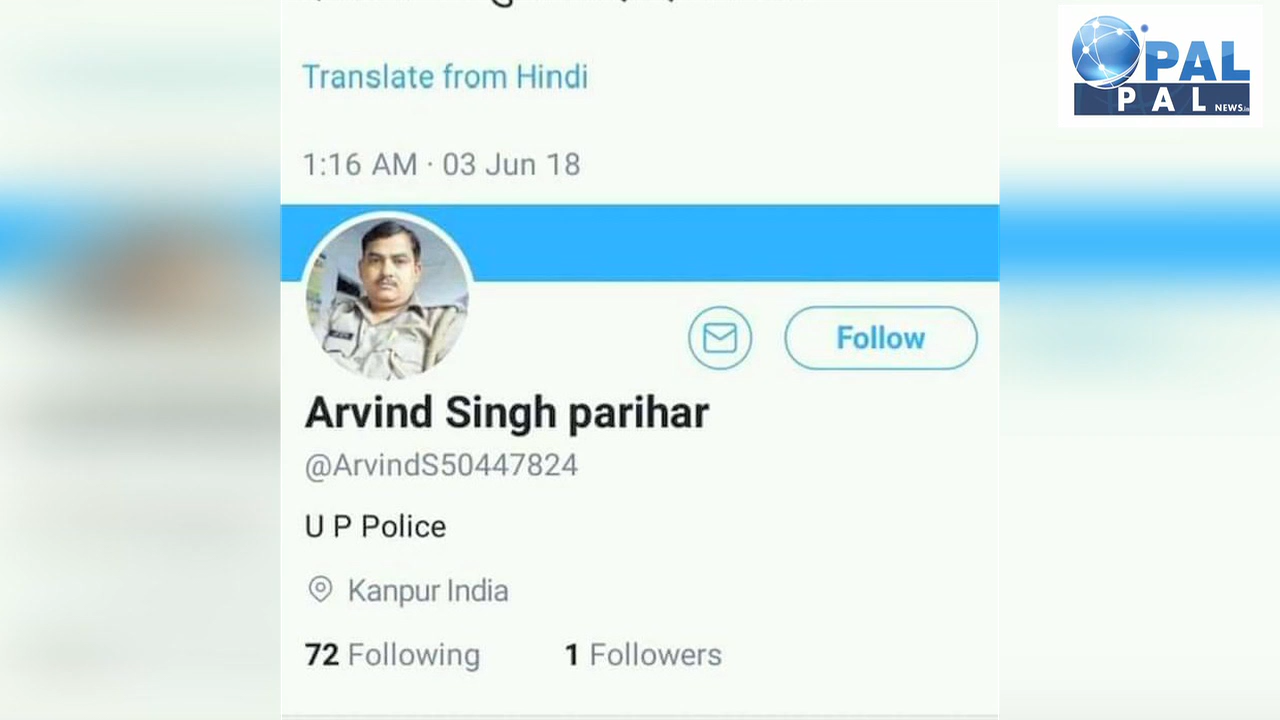 Translate from Hindi
1:16 AM · 03 Jun 18
Arvind Singh parihar
@ArvindS50447824
U P Police
Kanpur India
72 Following 1 Followers
Follow
PAL
PAL NEWS.in